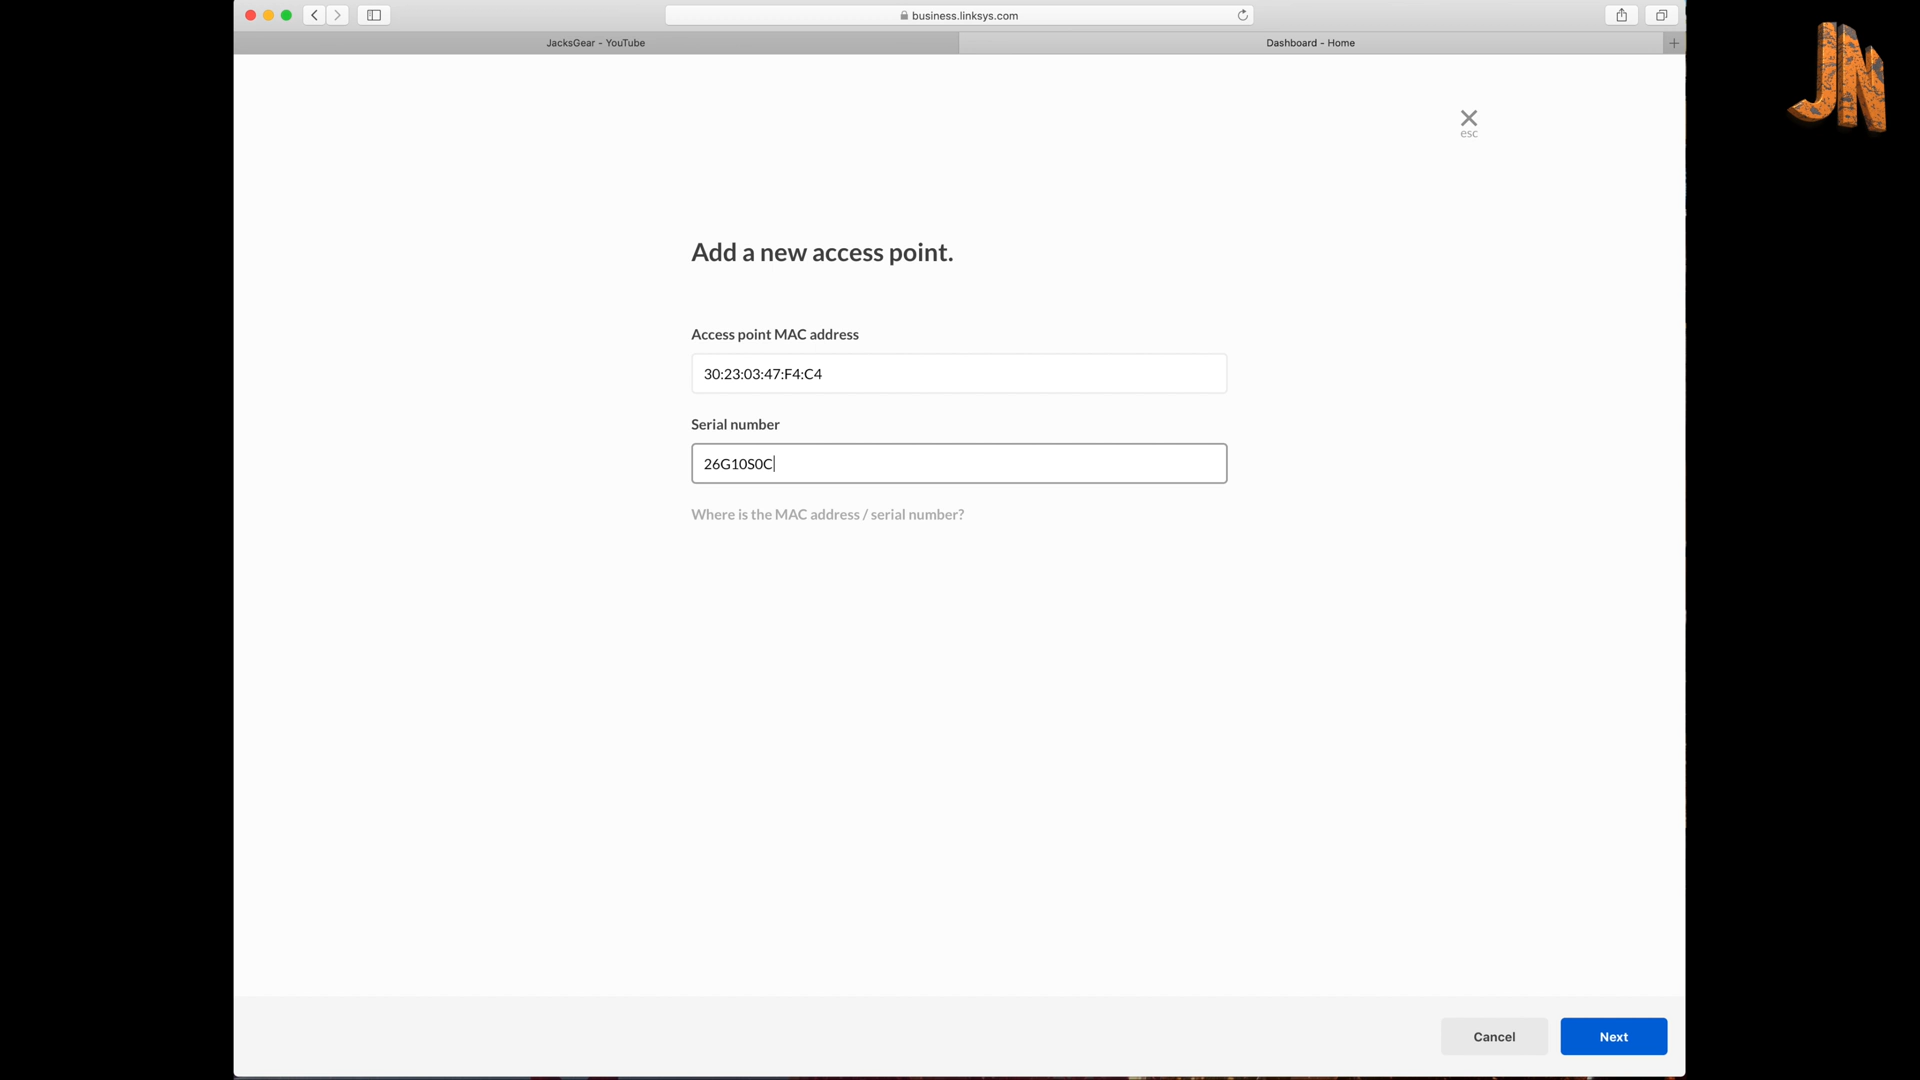 business.linksys.com
JacksGear - YouTube
Dashboard - Home
esc
Add a new access point.
Access point MAC address
30:23:03:47:F4:C4
Serial number
26G10S0C
Where is the MAC address / serial number?
Cancel
Next
JN